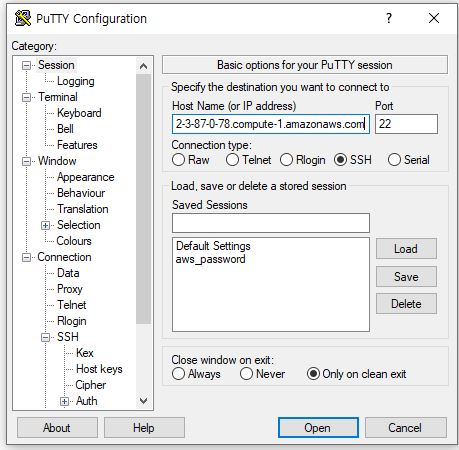 PuTTY Configuration
?
Category:
Session
Logging
Terminal
Keyboard
Bell
Features
Window
Appearance
Behaviour
Translation
Selection
Colours
Connection
Data
Proxy
Telnet
Rlogin
SSH
Kex
Host keys
Cipher
Auth
Basic options for your PuTTY session
Specify the destination you want to connect to
Host Name (or IP address) Port
2-3-87-0-78.compute-1.amazonaws.com 22
Connection type:
Raw Telnet Rlogin SSH Serial
Load, save or delete a stored session
Saved Sessions
Default Settings
aws_password
Load
Save
Delete
Close window on exit:
Always Never Only on clean exit
About Help Open Cancel